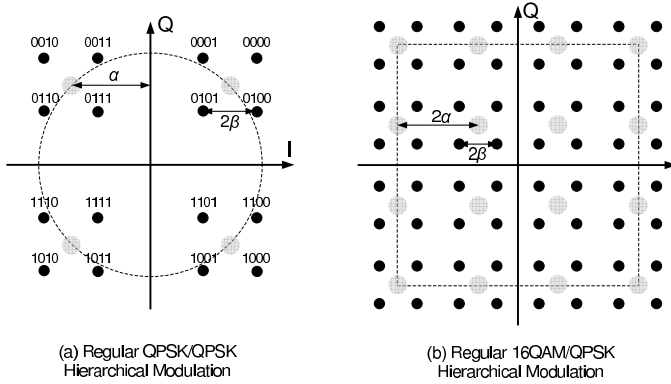 Q
0010 0011 0001 0000
α
0110 0111 0101 0100
2β
I
1110 1111 1101 1100
1010 1011 1001 1000
(a) Regular QPSK/QPSK
Hierarchical Modulation
Q
2α
2β
(b) Regular 16QAM/QPSK
Hierarchical Modulation